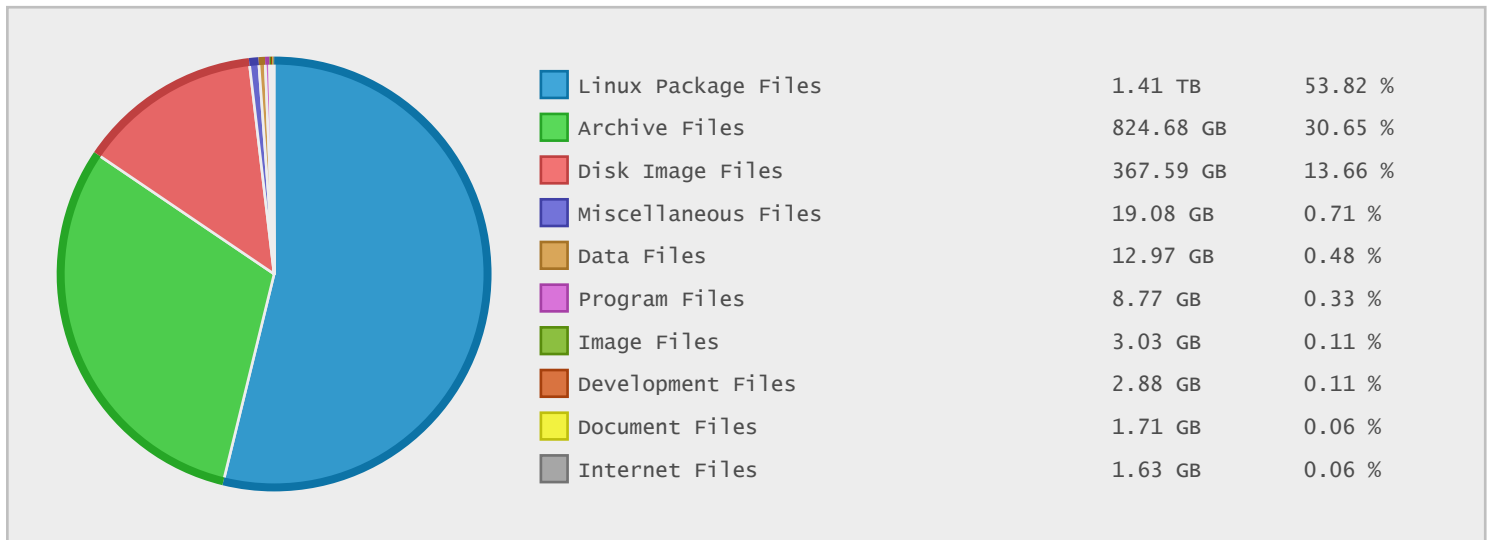 Linux Package Files 1.41 TB 53.82 %
Archive Files 824.68 GB 30.65 %
Disk Image Files 367.59 GB 13.66 %
Miscellaneous Files 19.08 GB 0.71 %
Data Files 12.97 GB 0.48 %
Program Files 8.77 GB 0.33 %
Image Files 3.03 GB 0.11 %
Development Files 2.88 GB 0.11 %
Document Files 1.71 GB 0.06 %
Internet Files 1.63 GB 0.06 %